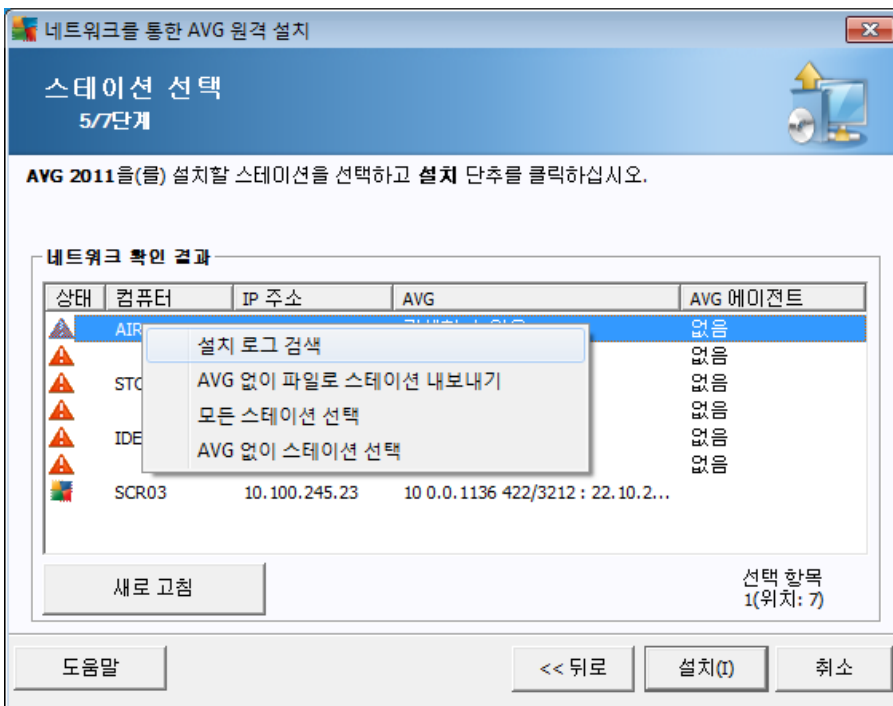 네트워크를 통한 AVG 원격 설치
스테이션 선택
5/7단계
AVG 2011을(를) 설치할 스테이션을 선택하고 설치 단추를 클릭하십시오.
네트워크 확인 결과
상태 컴퓨터 IP 주소 AVG AVG 에이전트
AIR 없음
없음
STO 없음
없음
IDE 없음
없음
SCR03 10.100.245.23 10 0.0.1136 422/3212 : 22.10.2...
설치 로그 검색
AVG 없이 파일로 스테이션 내보내기
모든 스테이션 선택
AVG 없이 스테이션 선택
새로 고침
선택 항목
1(위치: 7)
도움말
<< 뒤로
설치(I)
취소